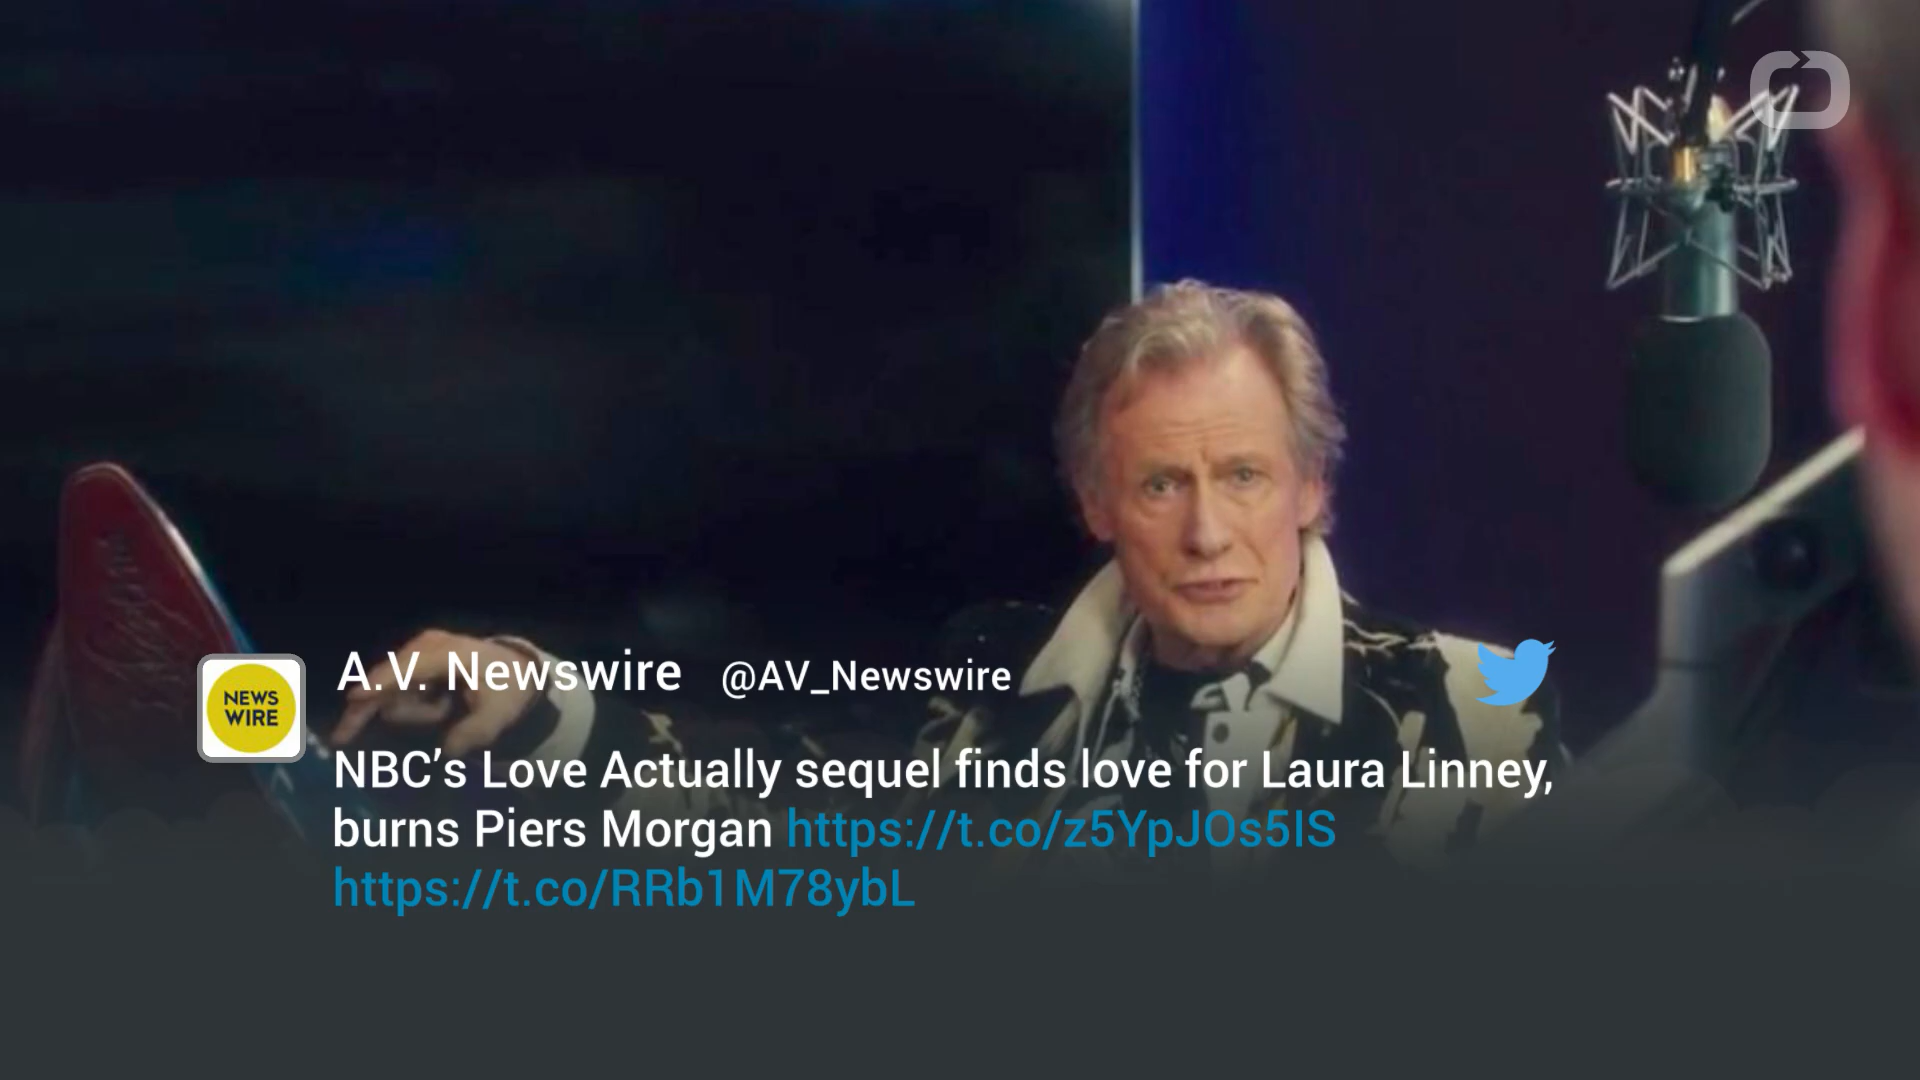 A.V. Newswire @AV_Newswire
NEWS
WIRE
NBC’s Love Actually sequel finds love for Laura Linney,
burns Piers Morgan https://t.co/z5YpJOs5IS
https://t.co/RRb1M78ybL